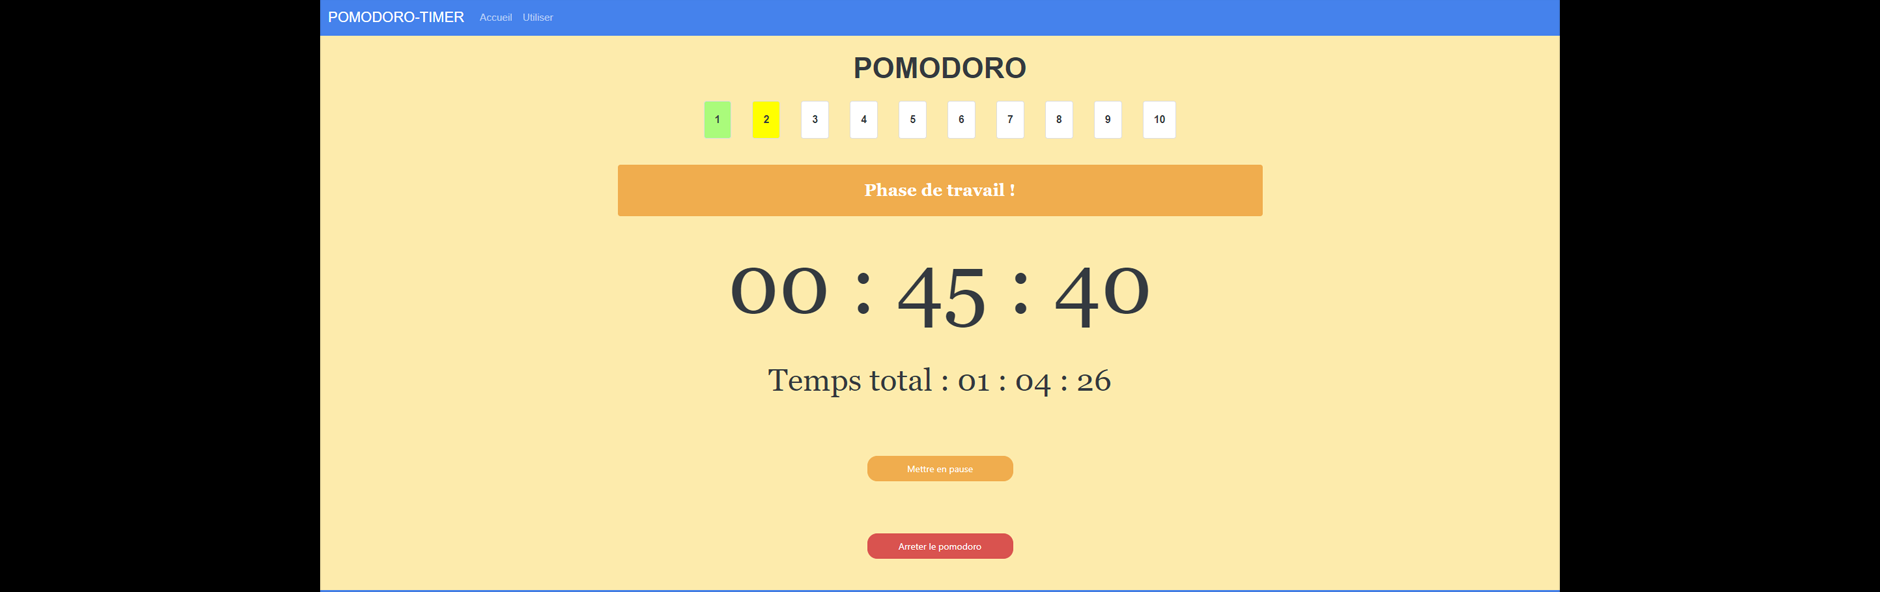 POMODORO-TIMER Accueil Utiliser
POMODORO
1 2 3 4 5 6 7 8 9 10
Phase de travail !
00 : 45 : 40
Temps total : 01 : 04 : 26
Mettre en pause
Arreter le pomodoro